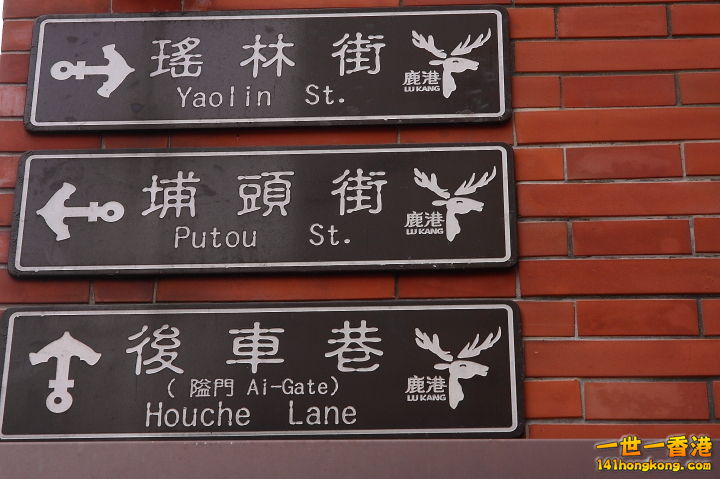 瑤林街
Yaolin St.
鹿港
LU KANG
埔頭街
Putou St.
鹿港
LU KANG
後車巷
(隘門 Ai-Gate)
Houche Lane
鹿港
LU KANG
一世一香港
141hongkong.com